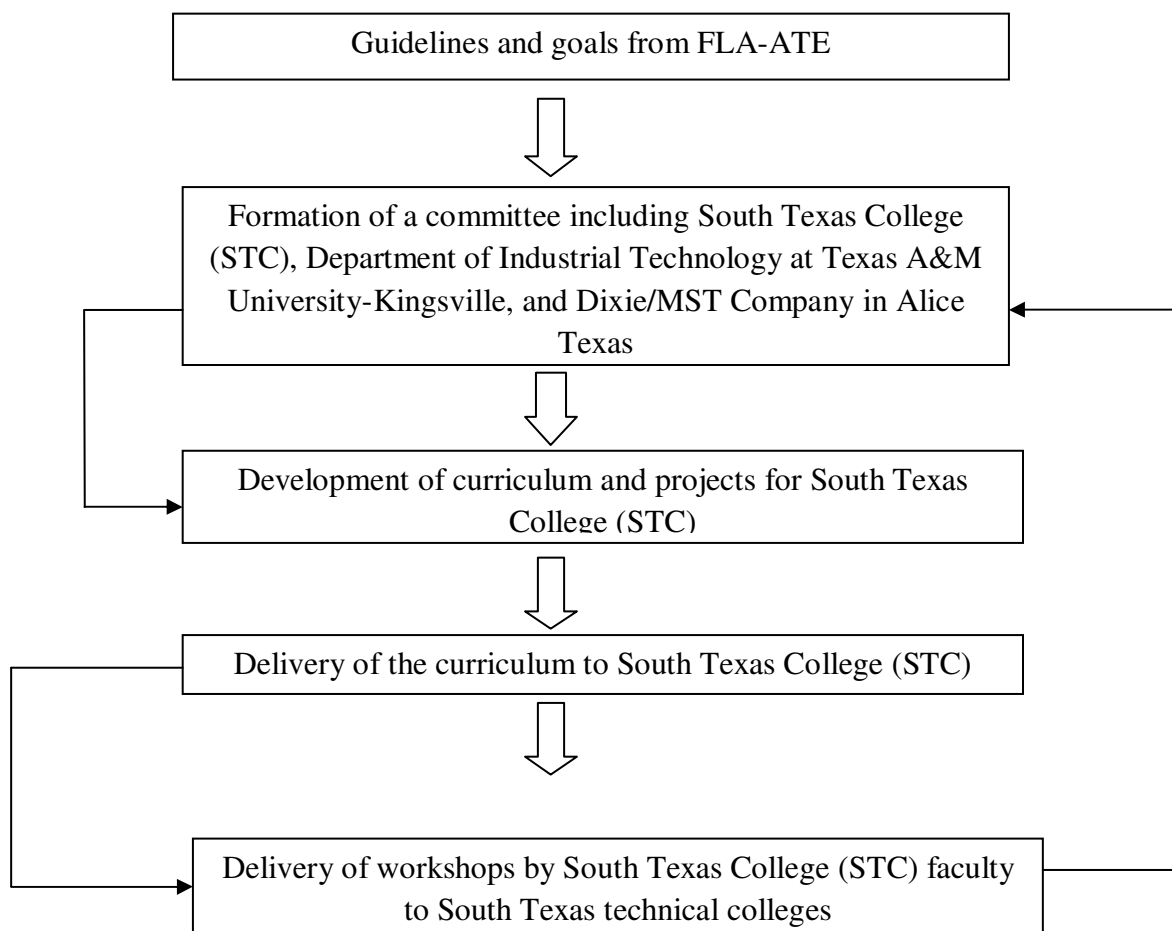 Guidelines and goals from FLA-ATE
Formation of a committee including South Texas College
(STC), Department of Industrial Technology at Texas A&M
University-Kingsville, and Dixie/MST Company in Alice
Texas
Development of curriculum and projects for South Texas
College (STC)
Delivery of the curriculum to South Texas College (STC)
Delivery of workshops by South Texas College (STC) faculty
to South Texas technical colleges